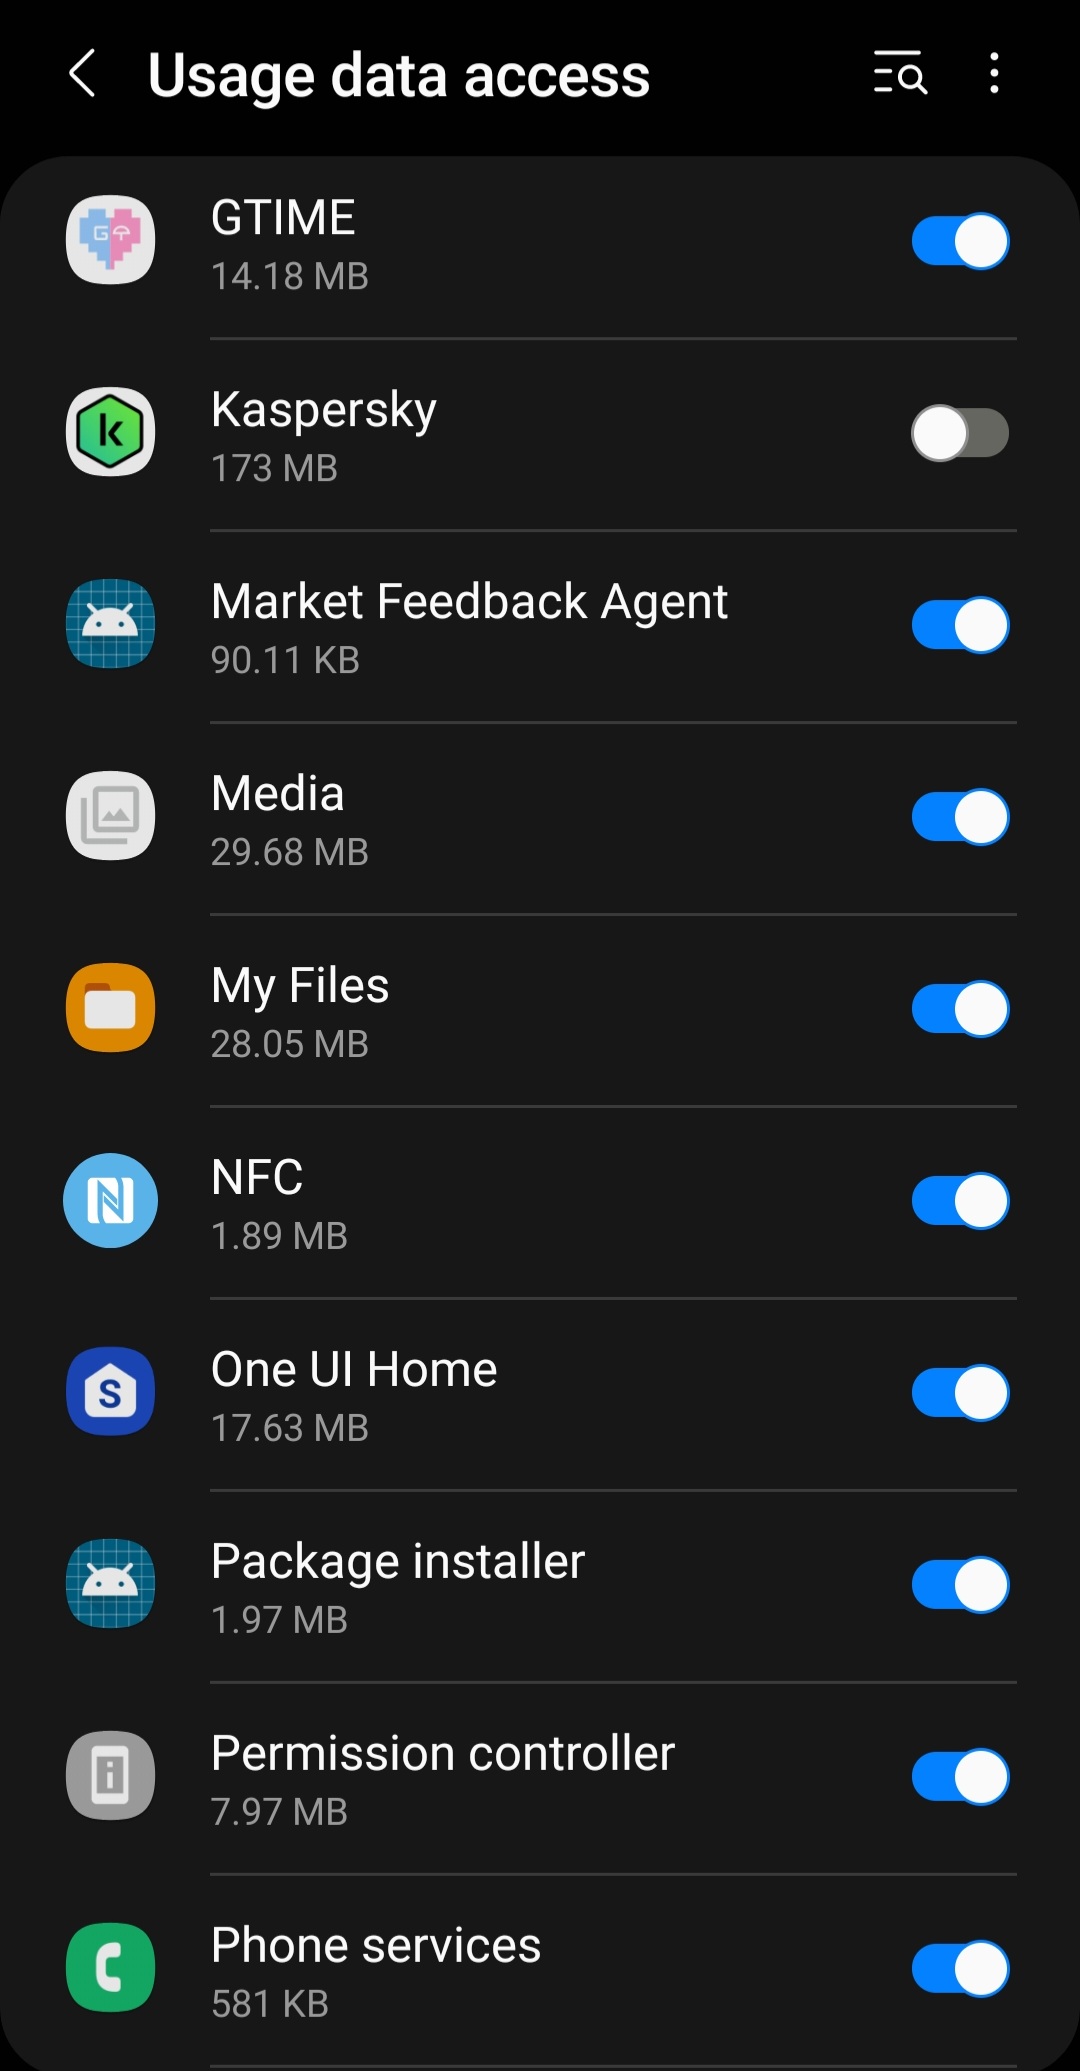 Usage data access
GTIME
14.18 MB
Kaspersky
173 MB
Market Feedback Agent
90.11 KB
Media
29.68 MB
My Files
28.05 MB
NFC
1.89 MB
One UI Home
17.63 MB
Package installer
1.97 MB
Permission controller
7.97 MB
Phone services
581 KB